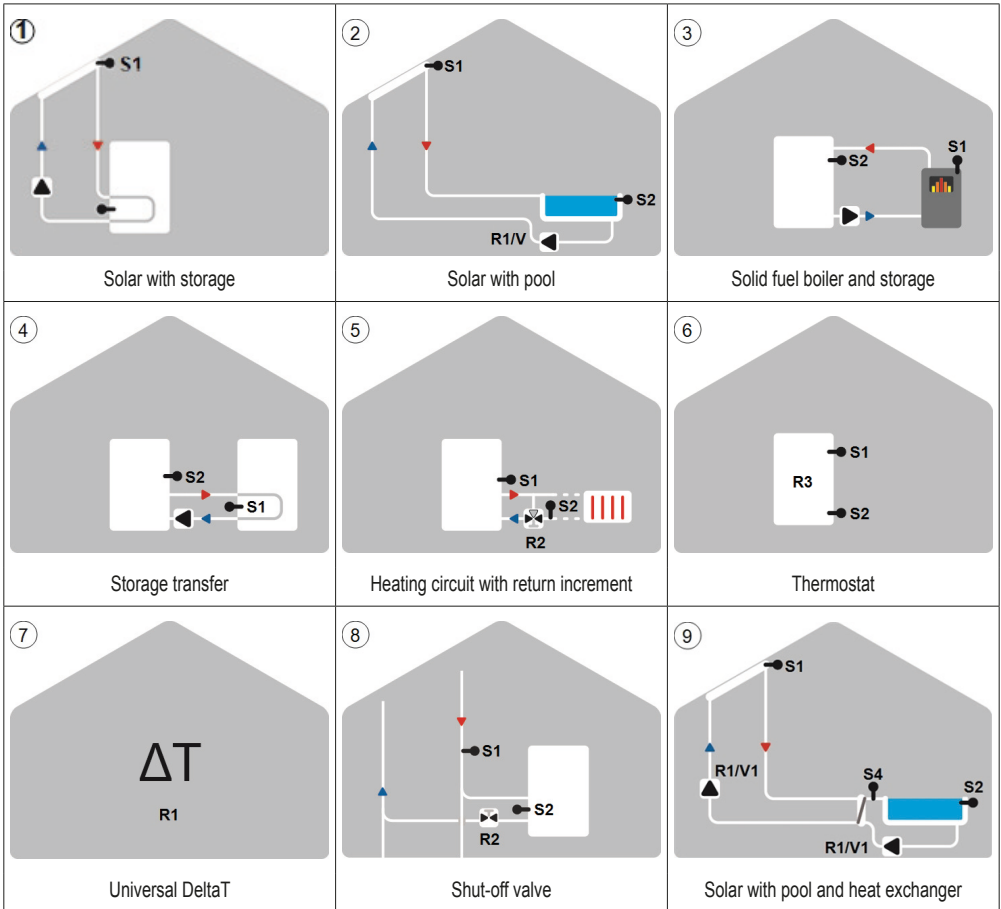 1
S1
Solar with storage
2
S1
S2
R1/V
Solar with pool
3
S1
S2
Solid fuel boiler and storage
4
S2
S1
Storage transfer
5
S1
S2
R2
Heating circuit with return increment
6
S1
R3
S2
Thermostat
7
ΔT
R1
Universal DeltaT
8
S1
S2
R2
Shut-off valve
9
S1
R1/V1
S4
S2
R1/V1
Solar with pool and heat exchanger